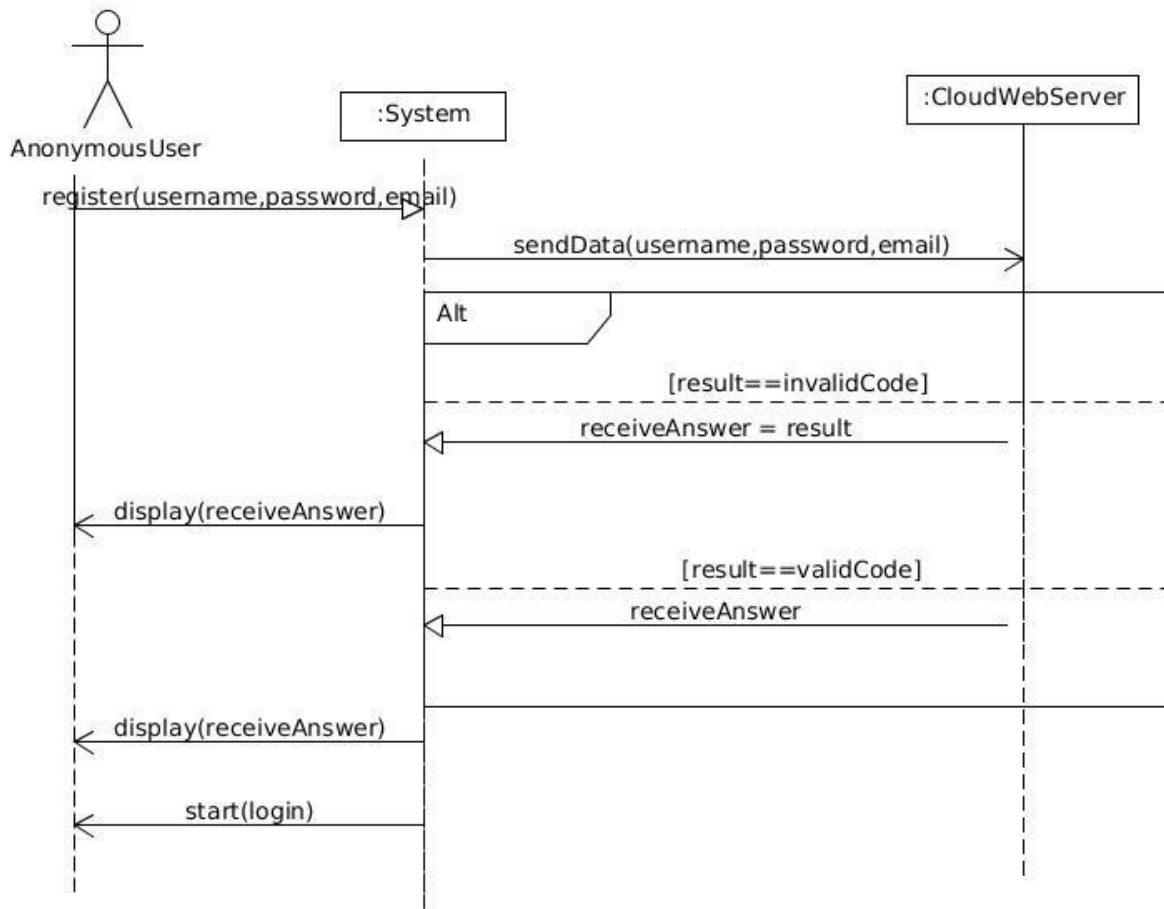 :CloudWebServer
:System
AnonymousUser
register(username,password,email)
sendData(username,password,email)
Alt
[result==invalidCode]
receiveAnswer = result
display(receiveAnswer)
[result==validCode]
receiveAnswer
display(receiveAnswer)
start(login)